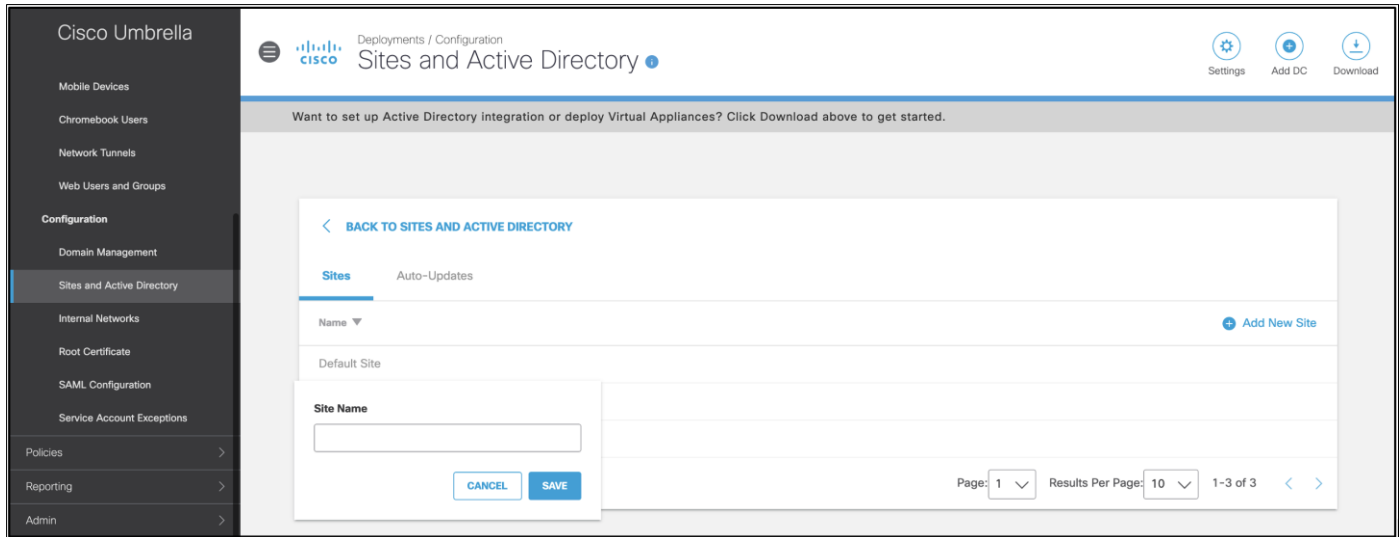 Cisco Umbrella
Mobile Devices
Chromebook Users
Network Tunnels
Web Users and Groups
Configuration
Domain Management
Sites and Active Directory
Internal Networks
Root Certificate
SAML Configuration
Service Account Exceptions
Policies
Reporting
Admin
cisco
Deployments / Configuration
Sites and Active Directory
Settings
Add DC
Download
Want to set up Active Directory integration or deploy Virtual Appliances? Click Download above to get started.
BACK TO SITES AND ACTIVE DIRECTORY
Sites Auto-Updates
Name Add New Site
Default Site
Site Name
CANCEL SAVE
Page: 1 Results Per Page: 10 1-3 of 3